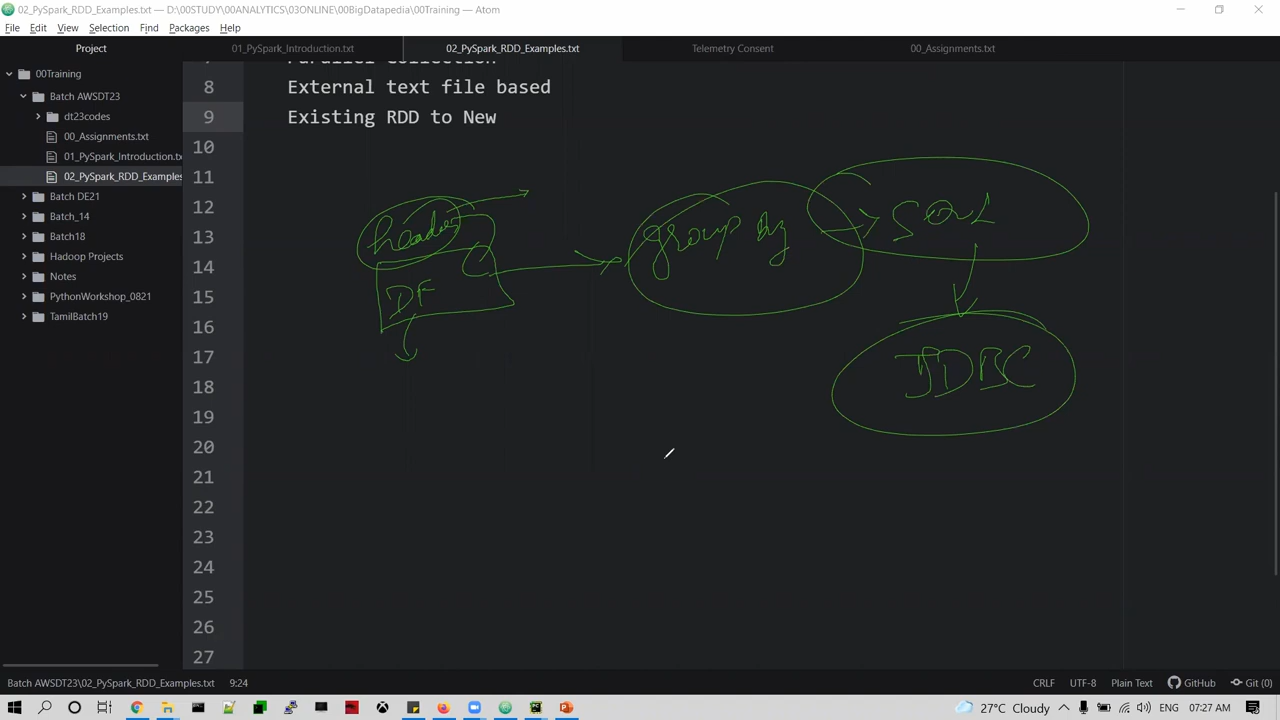 02_PySpark_RDD_Examples.txt — D:\00STUDY\00ANALYTICS\03ONLINE\00BigDatapedia\00Training — Atom
File Edit View Selection Find Packages Help
Project
01_PySpark_Introduction.txt
02_PySpark_RDD_Examples.txt
Telemetry Consent
00_Assignments.txt
00Training
Batch AWSDT23
dt23codes
00_Assignments.txt
01_PySpark_Introduction.tx
02_PySpark_RDD_Examples
Batch DE21
Batch_14
Batch18
Hadoop Projects
Notes
PythonWorkshop_0821
TamilBatch19
7 Parallel Collection
8 External text file based
9 Existing RDD to New
10
11
12
13
14
15
16
17
18
19
20
21
22
23
24
25
26
27
header
DF
group by
SQL
JDBC
Batch AWSDT23\02_PySpark_RDD_Examples.txt 9:24
CRLF UTF-8 Plain Text GitHub Git (0)
27°C Cloudy 07:27 AM